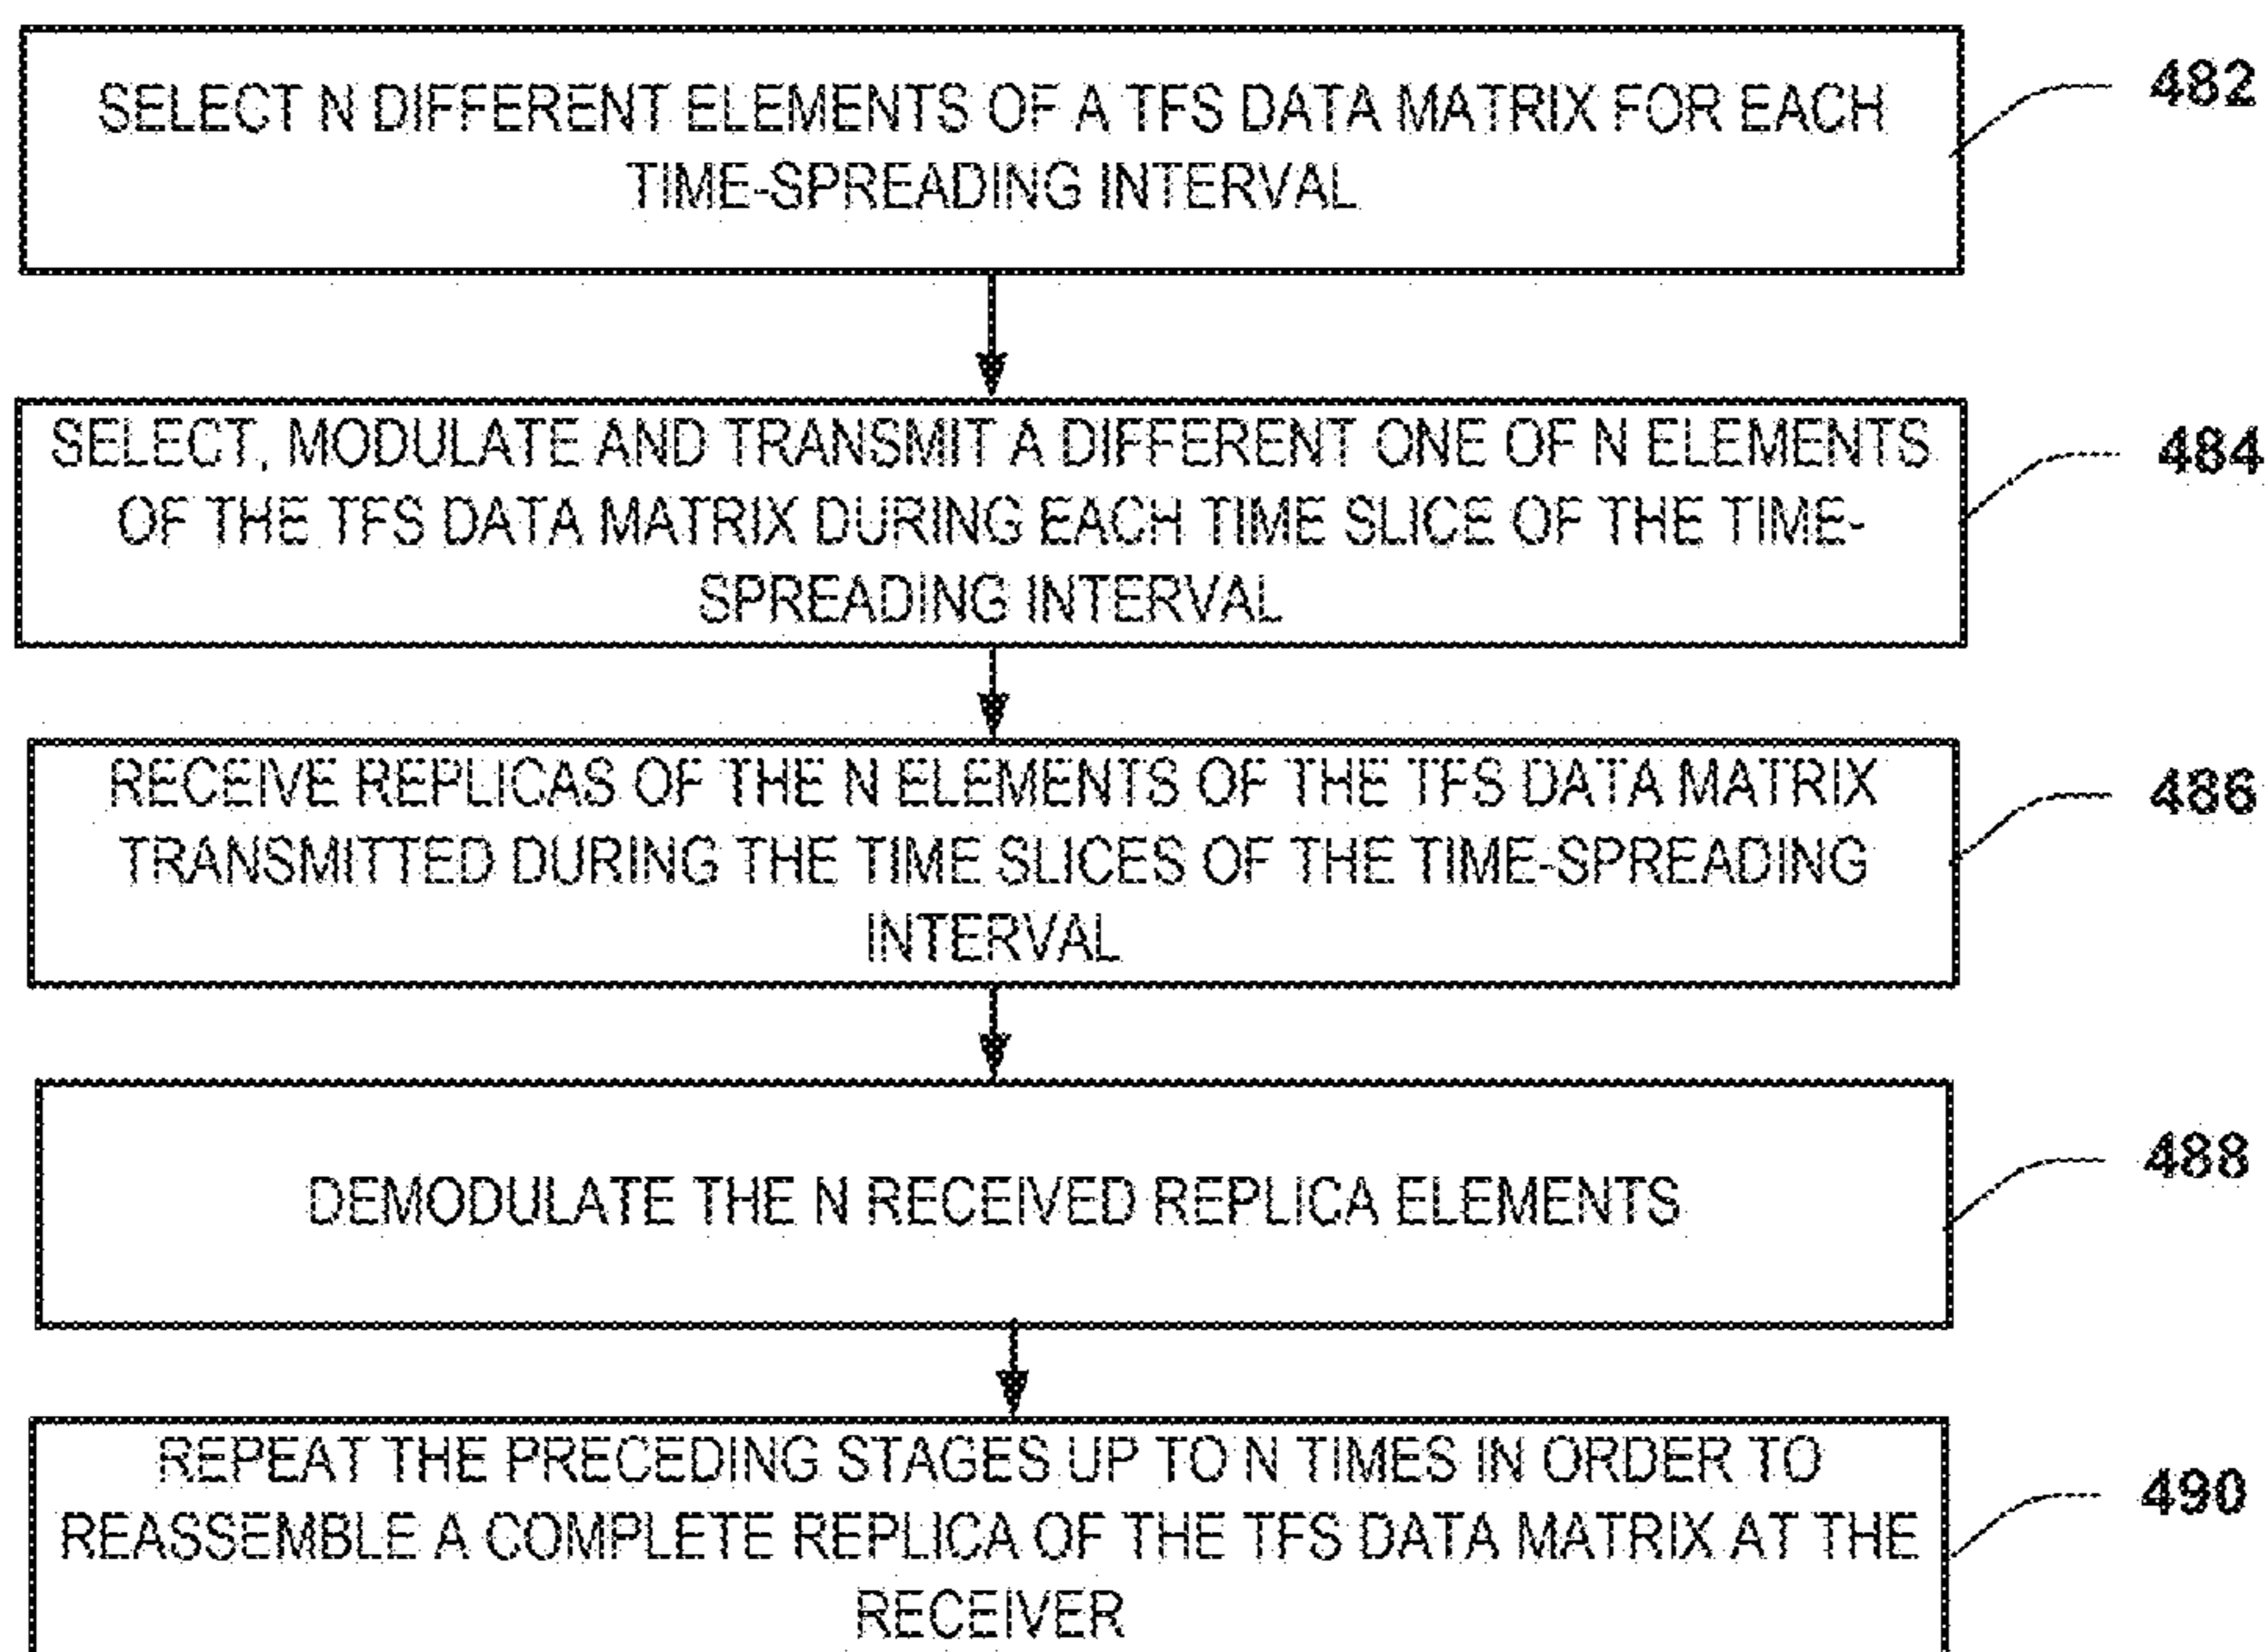 SELECT N DIFFERENT ELEMENTS OF A TFS DATA MATRIX FOR EACH
TIME-SPREADING INTERVAL
482
SELECT, MODULATE AND TRANSMIT A DIFFERENT ONE OF N ELEMENTS
OF THE TFS DATA MATRIX DURING EACH TIME SLICE OF THE TIME-
SPREADING INTERVAL
484
RECEIVE REPLICAS OF THE N ELEMENTS OF THE TFS DATA MATRIX
TRANSMITTED DURING THE TIME SLICES OF THE TIME-SPREADING
INTERVAL
486
DEMODULATE THE N RECEIVED REPLICA ELEMENTS
488
REPEAT THE PRECEDING STAGES UP TO N TIMES IN ORDER TO
REASSEMBLE A COMPLETE REPLICA OF THE TFS DATA MATRIX AT THE
RECEIVER
490